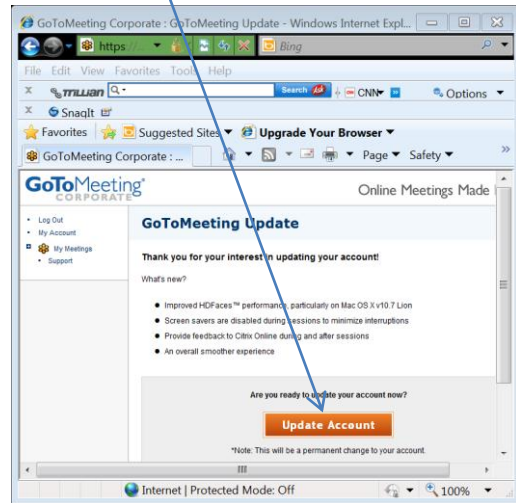 GoToMeeting Corporate : GoToMeeting Update - Windows Internet Expl...
https://... Bing
File Edit View Favorites Tools Help
x TRILLIAN Search CNN Options
x SnagIt
Favorites Suggested Sites Upgrade Your Browser
GoToMeeting Corporate : ... Page Safety »
GoToMeeting® Online Meetings Made
CORPORATE
Log Out
My Account
My Meetings
Support
GoToMeeting Update
Thank you for your interest in updating your account!
What's new?
Improved HDFaces™ performance, particularly on Mac OS X v10.7 Lion
Screen savers are disabled during sessions to minimize interruptions
Provide feedback to Citrix Online during and after sessions
An overall smoother experience
Are you ready to update your account now?
Update Account
*Note: This will be a permanent change to your account.
Internet | Protected Mode: Off 100%